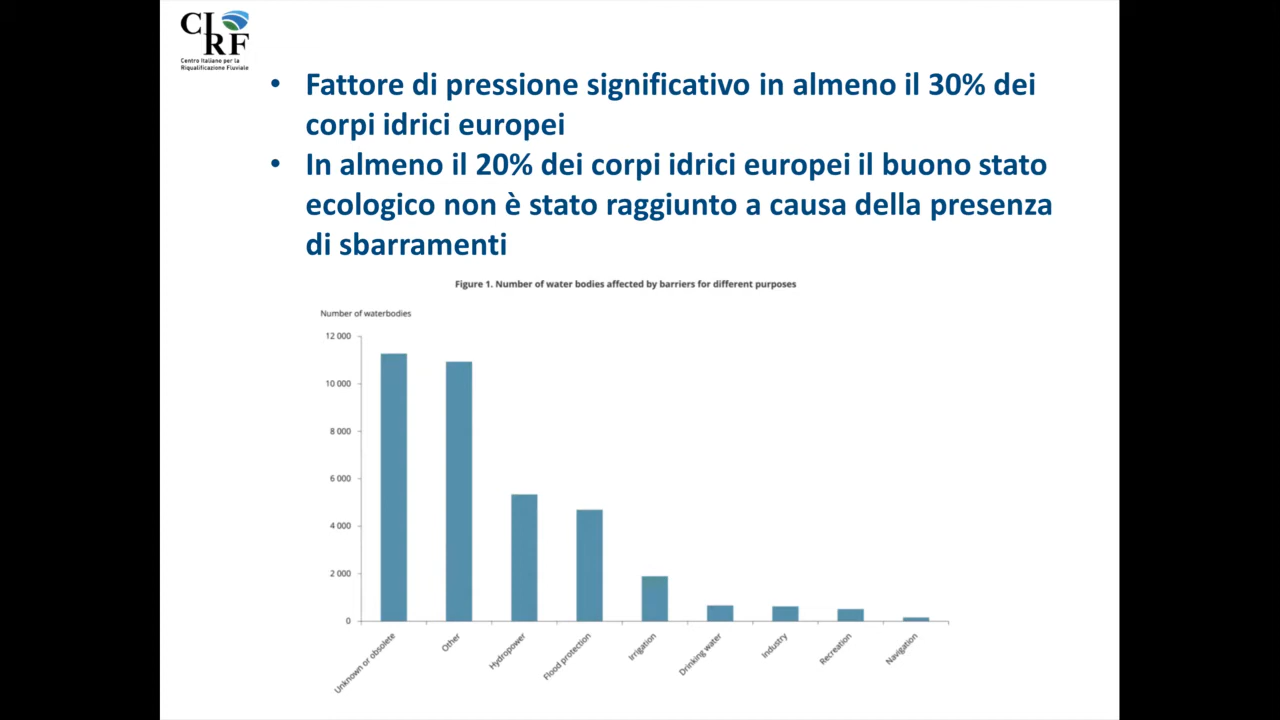 CIRF
Centro Italiano per la
Riqualificazione Fluviale
• Fattore di pressione significativo in almeno il 30% dei
corpi idrici europei
• In almeno il 20% dei corpi idrici europei il buono stato
ecologico non è stato raggiunto a causa della presenza
di sbarramenti
Figure 1. Number of water bodies affected by barriers for different purposes
Number of waterbodies
12 000
10 000
8 000
6 000
4 000
2 000
0
Unknown or obsolete
Other
Hydropower
Flood protection
Irrigation
Drinking water
Industry
Recreation
Navigation